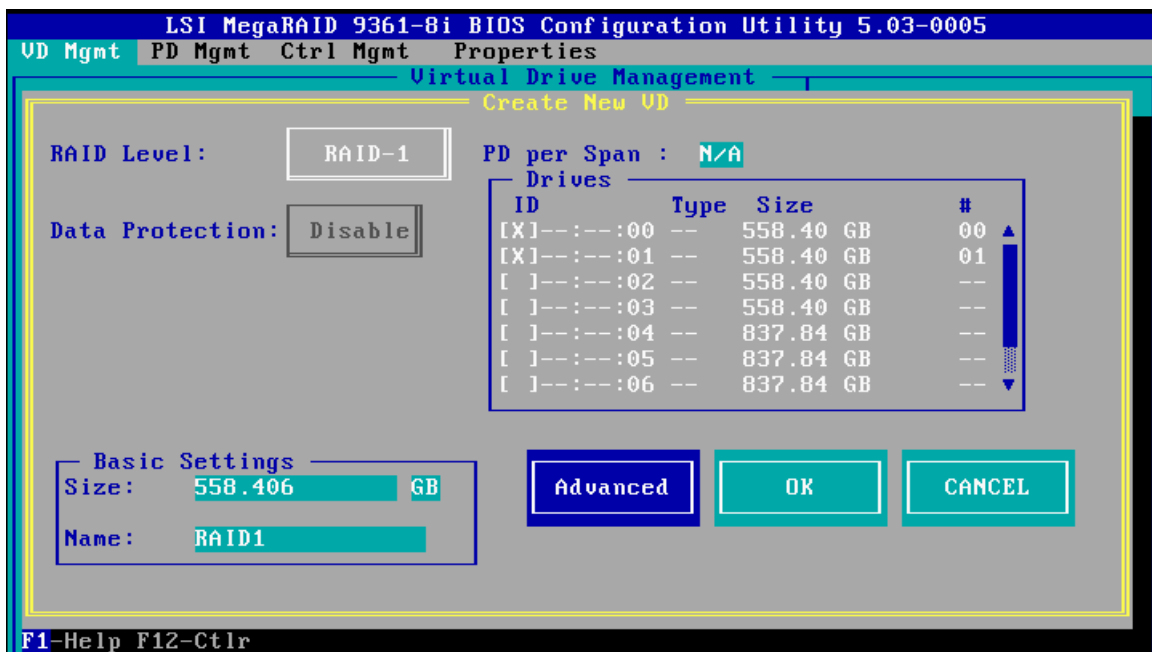 LSI MegaRAID 9361-8i BIOS Configuration Utility 5.03-0005
VD Mgmt PD Mgmt Ctrl Mgmt Properties
Virtual Drive Management
Create New VD
RAID Level: RAID-1 PD per Span : N/A
Drives
ID Type Size #
Data Protection: Disable
[X]--:--:00 -- 558.40 GB 00
[X]--:--:01 -- 558.40 GB 01
[ ]--:--:02 -- 558.40 GB --
[ ]--:--:03 -- 558.40 GB --
[ ]--:--:04 -- 837.84 GB --
[ ]--:--:05 -- 837.84 GB --
[ ]--:--:06 -- 837.84 GB --
Basic Settings
Size: 558.406 GB
Name: RAID1
Advanced OK CANCEL
F1-Help F12-Ctlr